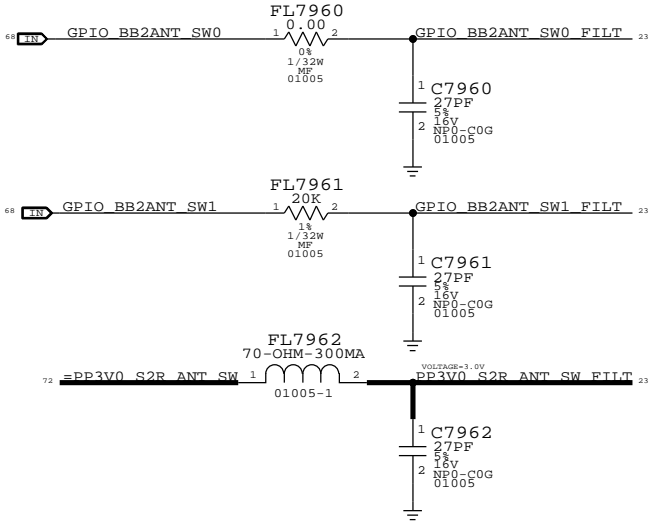 FL7960
0.00
68 IN GPIO_BB2ANT_SW0 1 2 GPIO_BB2ANT_SW0_FILT 23
0%
1/32W
MF
01005
1 C7960
27PF
5%
16V
2 NP0-C0G
01005
FL7961
20K
68 IN GPIO_BB2ANT_SW1 1 2 GPIO_BB2ANT_SW1_FILT 23
1%
1/32W
MF
01005
1 C7961
27PF
5%
16V
2 NP0-C0G
01005
FL7962
70-OHM-300MA
VOLTAGE=3.0V
72 =PP3V0_S2R_ANT_SW 1 2 PP3V0_S2R_ANT_SW_FILT 23
01005-1
1 C7962
27PF
5%
16V
2 NP0-C0G
01005